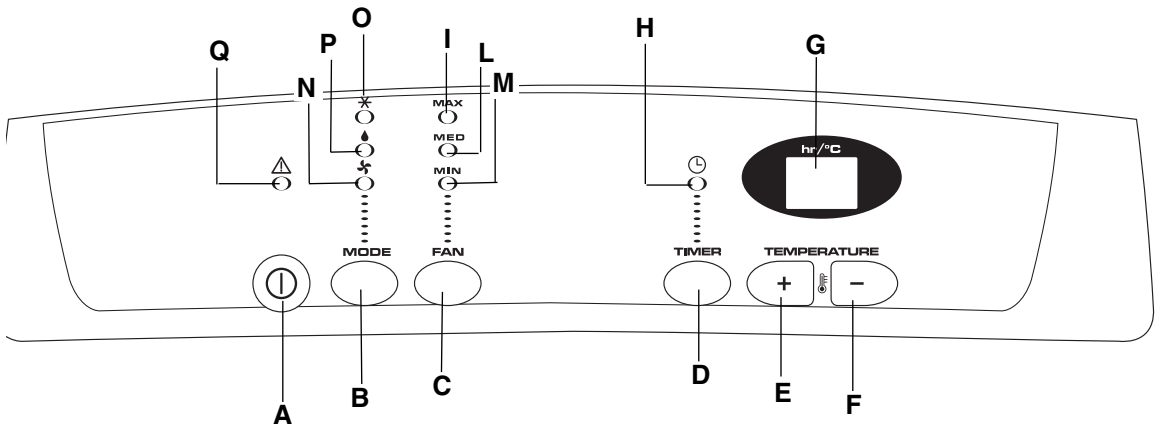 O
H
I
G
P
L
Q
N
M
MAX
MED
hr/°C
MIN
MODE
FAN
TIMER
TEMPERATURE
+
−
A
B
C
D
E
F